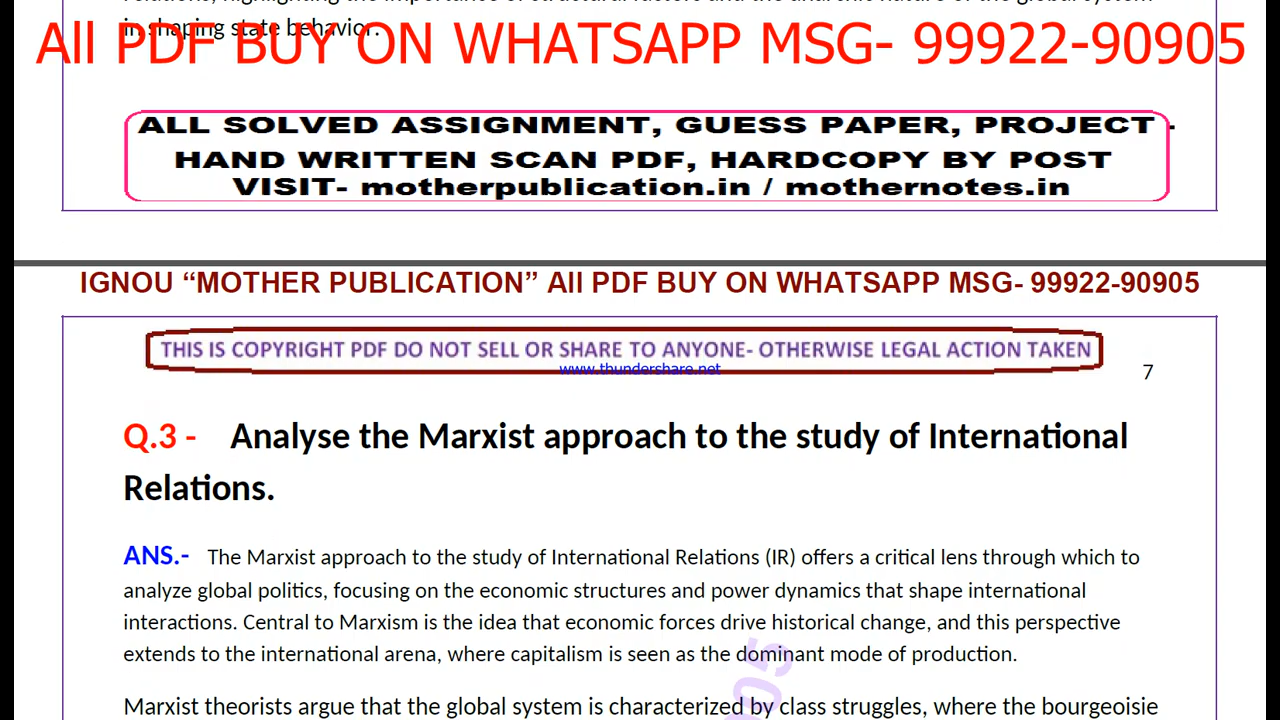 in shaping state behavior.
All PDF BUY ON WHATSAPP MSG- 99922-90905
ALL SOLVED ASSIGNMENT, GUESS PAPER, PROJECT -
HAND WRITTEN SCAN PDF, HARDCOPY BY POST
VISIT- motherpublication.in / mothernotes.in
IGNOU “MOTHER PUBLICATION” All PDF BUY ON WHATSAPP MSG- 99922-90905
THIS IS COPYRIGHT PDF DO NOT SELL OR SHARE TO ANYONE- OTHERWISE LEGAL ACTION TAKEN
www.thundershare.net
7
Q.3 - Analyse the Marxist approach to the study of International
Relations.
ANS.- The Marxist approach to the study of International Relations (IR) offers a critical lens through which to
analyze global politics, focusing on the economic structures and power dynamics that shape international
interactions. Central to Marxism is the idea that economic forces drive historical change, and this perspective
extends to the international arena, where capitalism is seen as the dominant mode of production.
Marxist theorists argue that the global system is characterized by class struggles, where the bourgeoisie